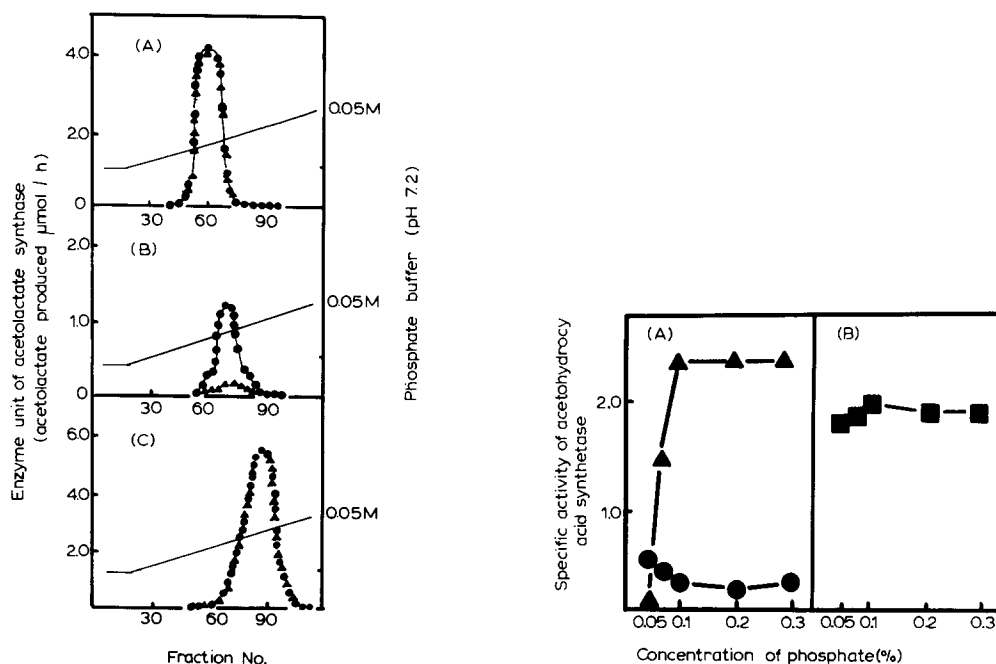 Enzyme unit of acetolactate synthase
(acetolactate produced μmol / h)
(A)
4.0
2.0
0
0.05M
30 60 90
(B)
2.0
1.0
0
0.05M
30 60 90
(C)
6.0
4.0
2.0
0.05M
30 60 90
Fraction No.
Phosphate buffer (pH 7.2)
Specific activity of acetohydrocy
acid synthetase
(A)
(B)
2.0
1.0
0.05 0.1 0.2 0.3
0.05 0.1 0.2 0.3
Concentration of phosphate(%)